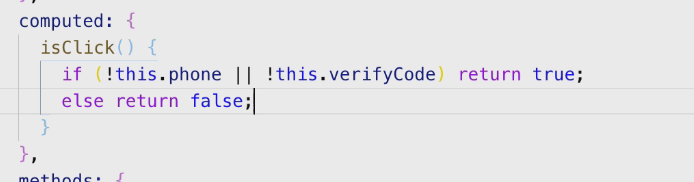 computed: {
isClick() {
if (!this.phone || !this.verifyCode) return true;
else return false;
}
},
methods: {